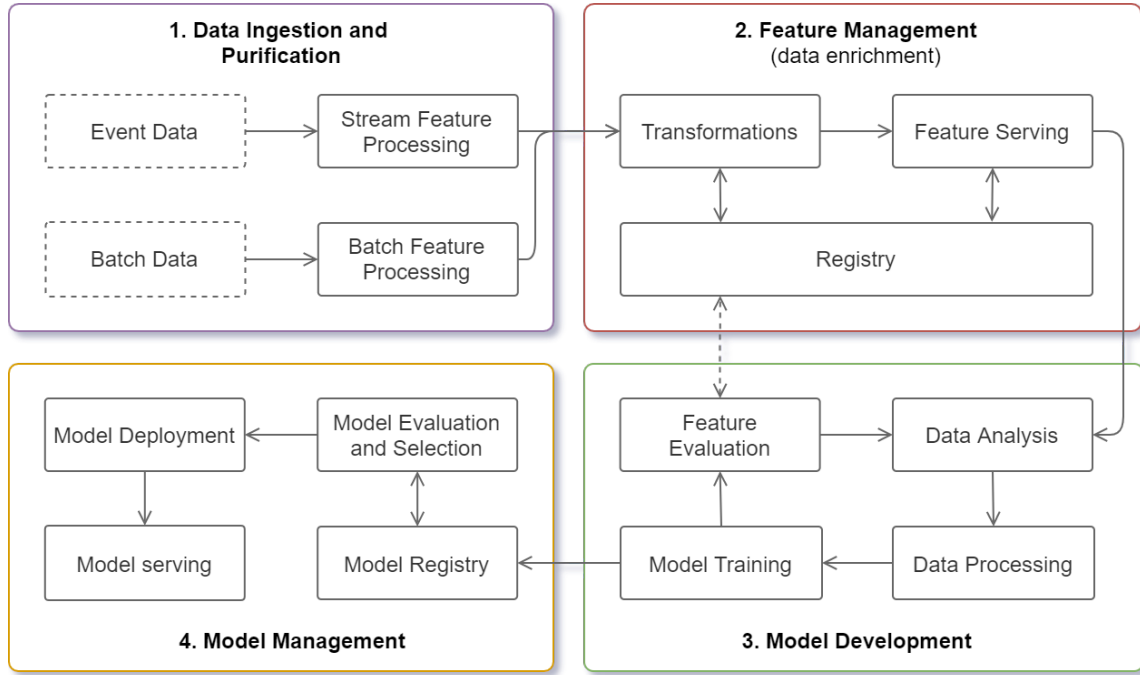 1. Data Ingestion and
Purification
Event Data
Stream Feature
Processing
Batch Data
Batch Feature
Processing
2. Feature Management
(data enrichment)
Transformations
Feature Serving
Registry
Feature
Evaluation
Data Analysis
Model Training
Data Processing
3. Model Development
Model Deployment
Model Evaluation
and Selection
Model serving
Model Registry
4. Model Management